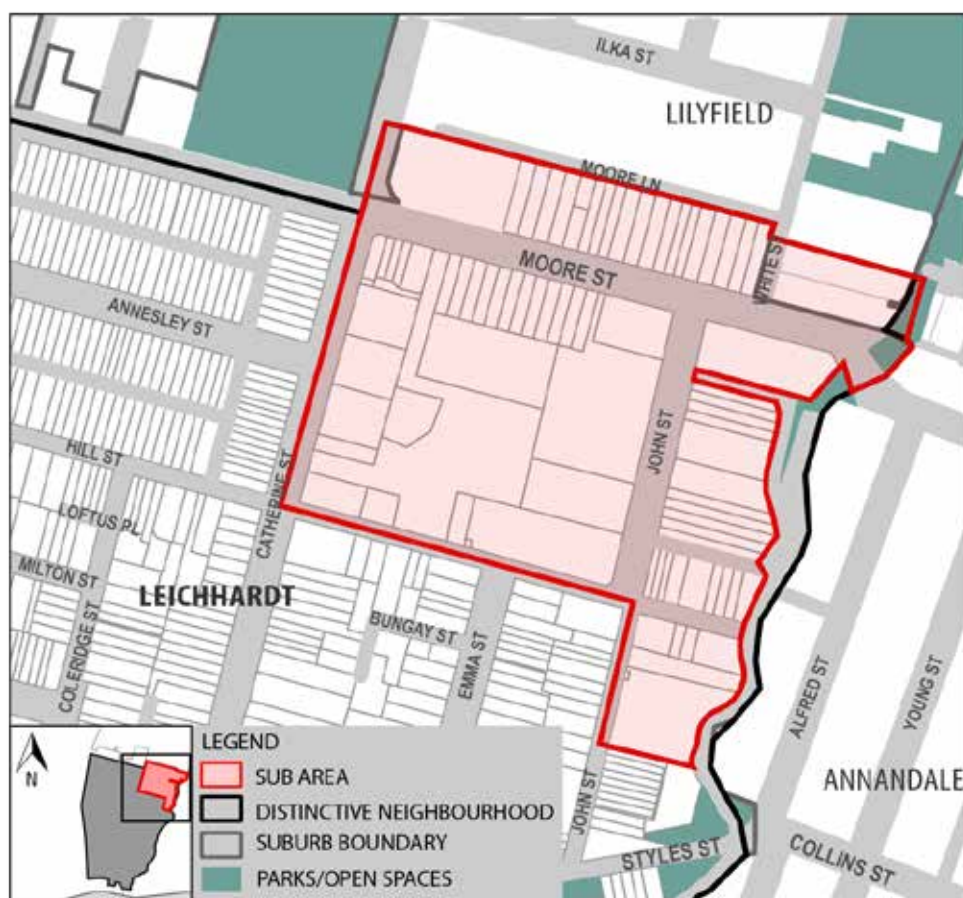 ILKA ST
LILYFIELD
MOORE LN
MOORE ST
WHITE ST
ANNESLEY ST
JOHN ST
HILL ST
CATHERINE ST
LOFTUS PL
MILTON ST
LEICHHARDT
BUNGAY ST
COLERIDGE ST
EMMA ST
ALFRED ST
YOUNG ST
ANNANDALE
JOHN ST
STYLES ST
COLLINS ST
N
LEGEND
SUB AREA
DISTINCTIVE NEIGHBOURHOOD
SUBURB BOUNDARY
PARKS/OPEN SPACES